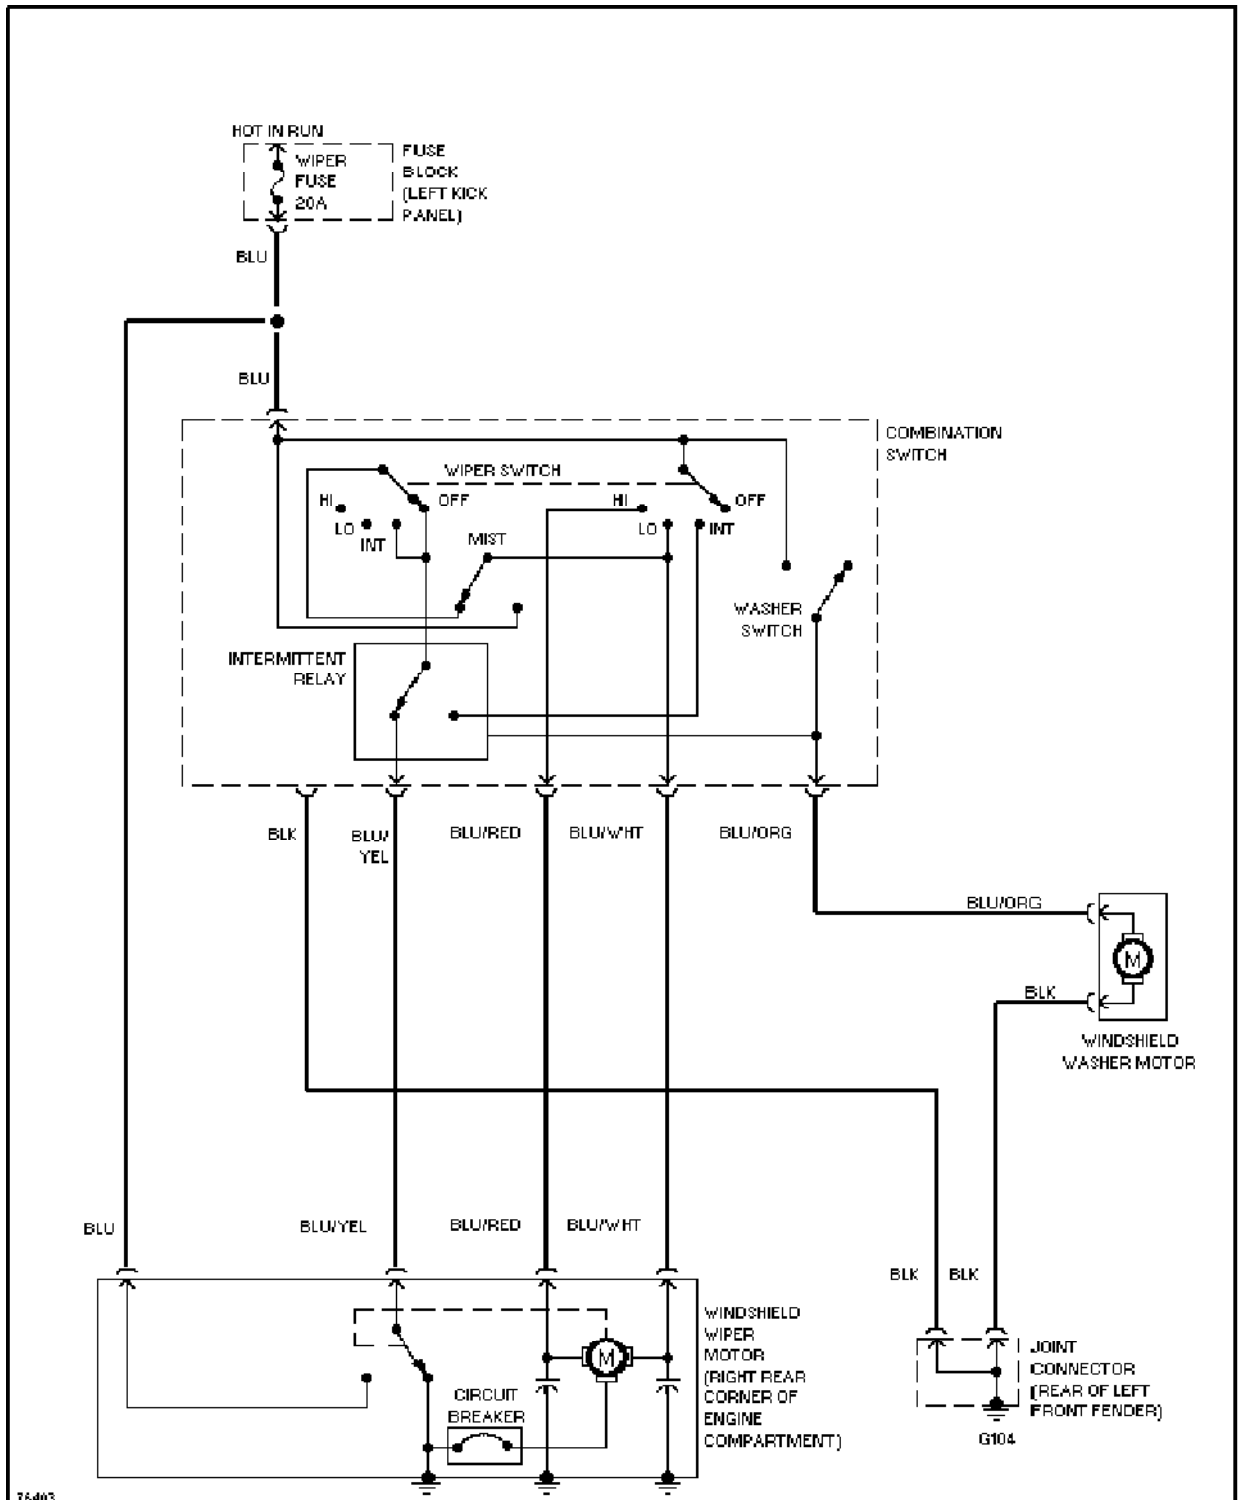 HOT IN RUN
WIPER
FUSE
20A
FUSE
BLOCK
(LEFT KICK
PANEL)
BLU
BLU
COMBINATION
SWITCH
WIPER SWITCH
HI
OFF
LO
INT
MIST
HI
OFF
LO
INT
WASHER
SWITCH
INTERMITTENT
RELAY
BLK
BLU/
YEL
BLU/RED
BLU/WHT
BLU/ORG
BLU/ORG
M
BLK
WINDSHIELD
WASHER MOTOR
BLU
BLU/YEL
BLU/RED
BLU/WHT
BLK
BLK
WINDSHIELD
WIPER
MOTOR
(RIGHT REAR
CORNER OF
ENGINE
COMPARTMENT)
M
CIRCUIT
BREAKER
JOINT
CONNECTOR
(REAR OF LEFT
FRONT FENDER)
G104
76403